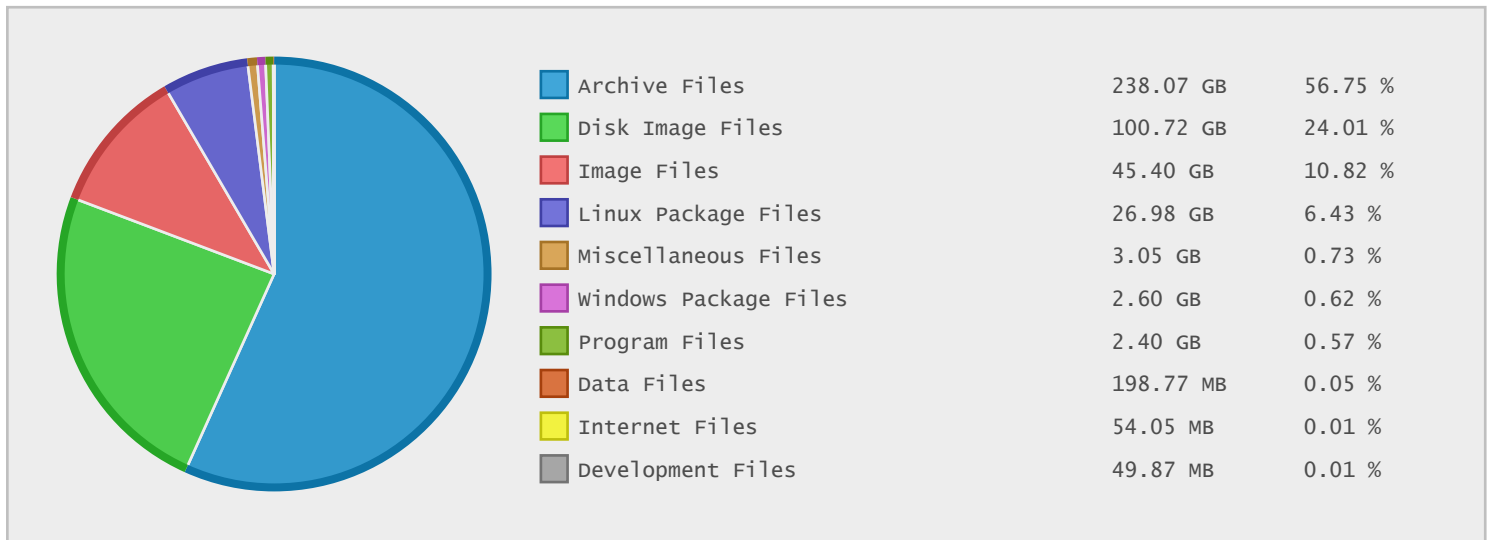 Archive Files 238.07 GB 56.75 %
Disk Image Files 100.72 GB 24.01 %
Image Files 45.40 GB 10.82 %
Linux Package Files 26.98 GB 6.43 %
Miscellaneous Files 3.05 GB 0.73 %
Windows Package Files 2.60 GB 0.62 %
Program Files 2.40 GB 0.57 %
Data Files 198.77 MB 0.05 %
Internet Files 54.05 MB 0.01 %
Development Files 49.87 MB 0.01 %